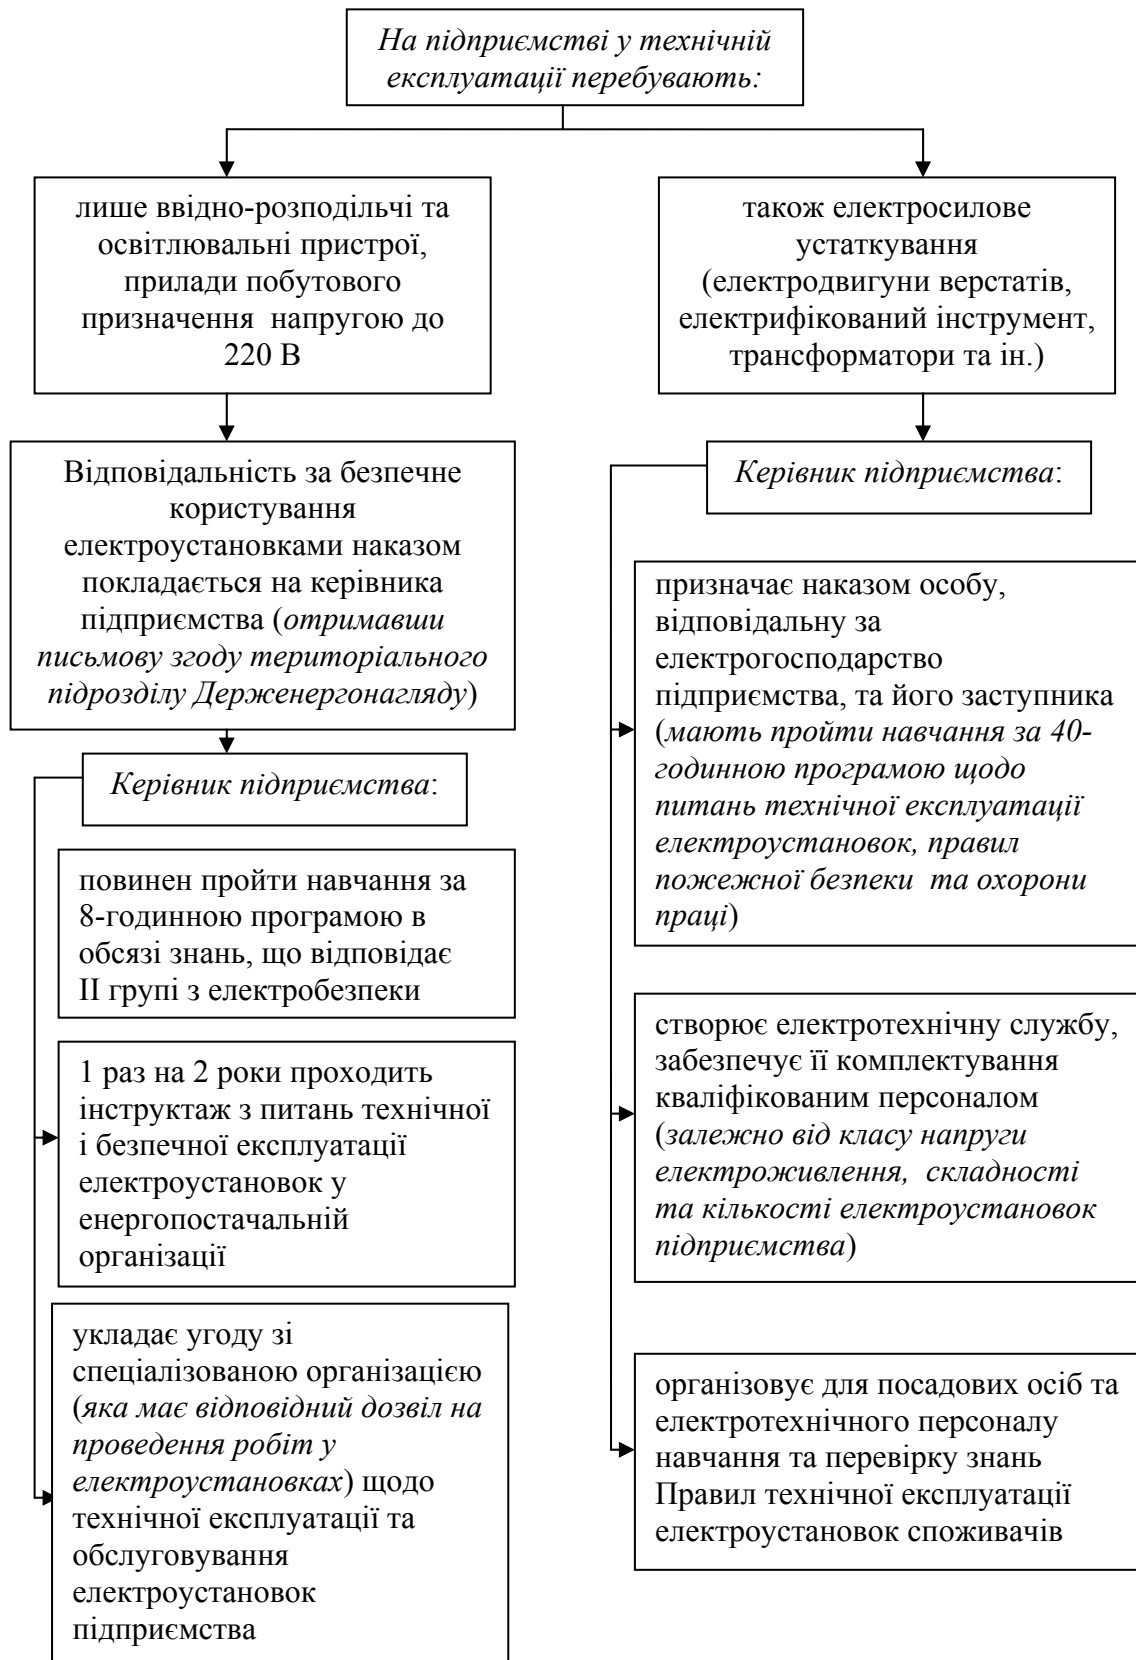 На підприємстві у технічній
експлуатації перебувають:
лише ввідно-розподільчі та
освітлювальні пристрої,
прилади побутового
призначення напругою до
220 В
Відповідальність за безпечне
користування
електроустановками наказом
покладається на керівника
підприємства (отримавши
письмову згоду територіального
підрозділу Держенергонагляду)
Керівник підприємства:
повинен пройти навчання за
8-годинною програмою в
обсязі знань, що відповідає
ІІ групі з електробезпеки
1 раз на 2 роки проходить
інструктаж з питань технічної
і безпечної експлуатації
електроустановок у
енергопостачальній
організації
укладає угоду зі
спеціалізованою організацією
(яка має відповідний дозвіл на
проведення робіт у
електроустановках) щодо
технічної експлуатації та
обслуговування
електроустановок
підприємства
також електросилове
устаткування
(електродвигуни верстатів,
електрифікований інструмент,
трансформатори та ін.)
Керівник підприємства:
призначає наказом особу,
відповідальну за
електрогосподарство
підприємства, та його заступника
(мають пройти навчання за 40-
годинною програмою щодо
питань технічної експлуатації
електроустановок, правил
пожежної безпеки та охорони
праці)
створює електротехнічну службу,
забезпечує її комплектування
кваліфікованим персоналом
(залежно від класу напруги
електроживлення, складності
та кількості електроустановок
підприємства)
організовує для посадових осіб та
електротехнічного персоналу
навчання та перевірку знань
Правил технічної експлуатації
електроустановок споживачів